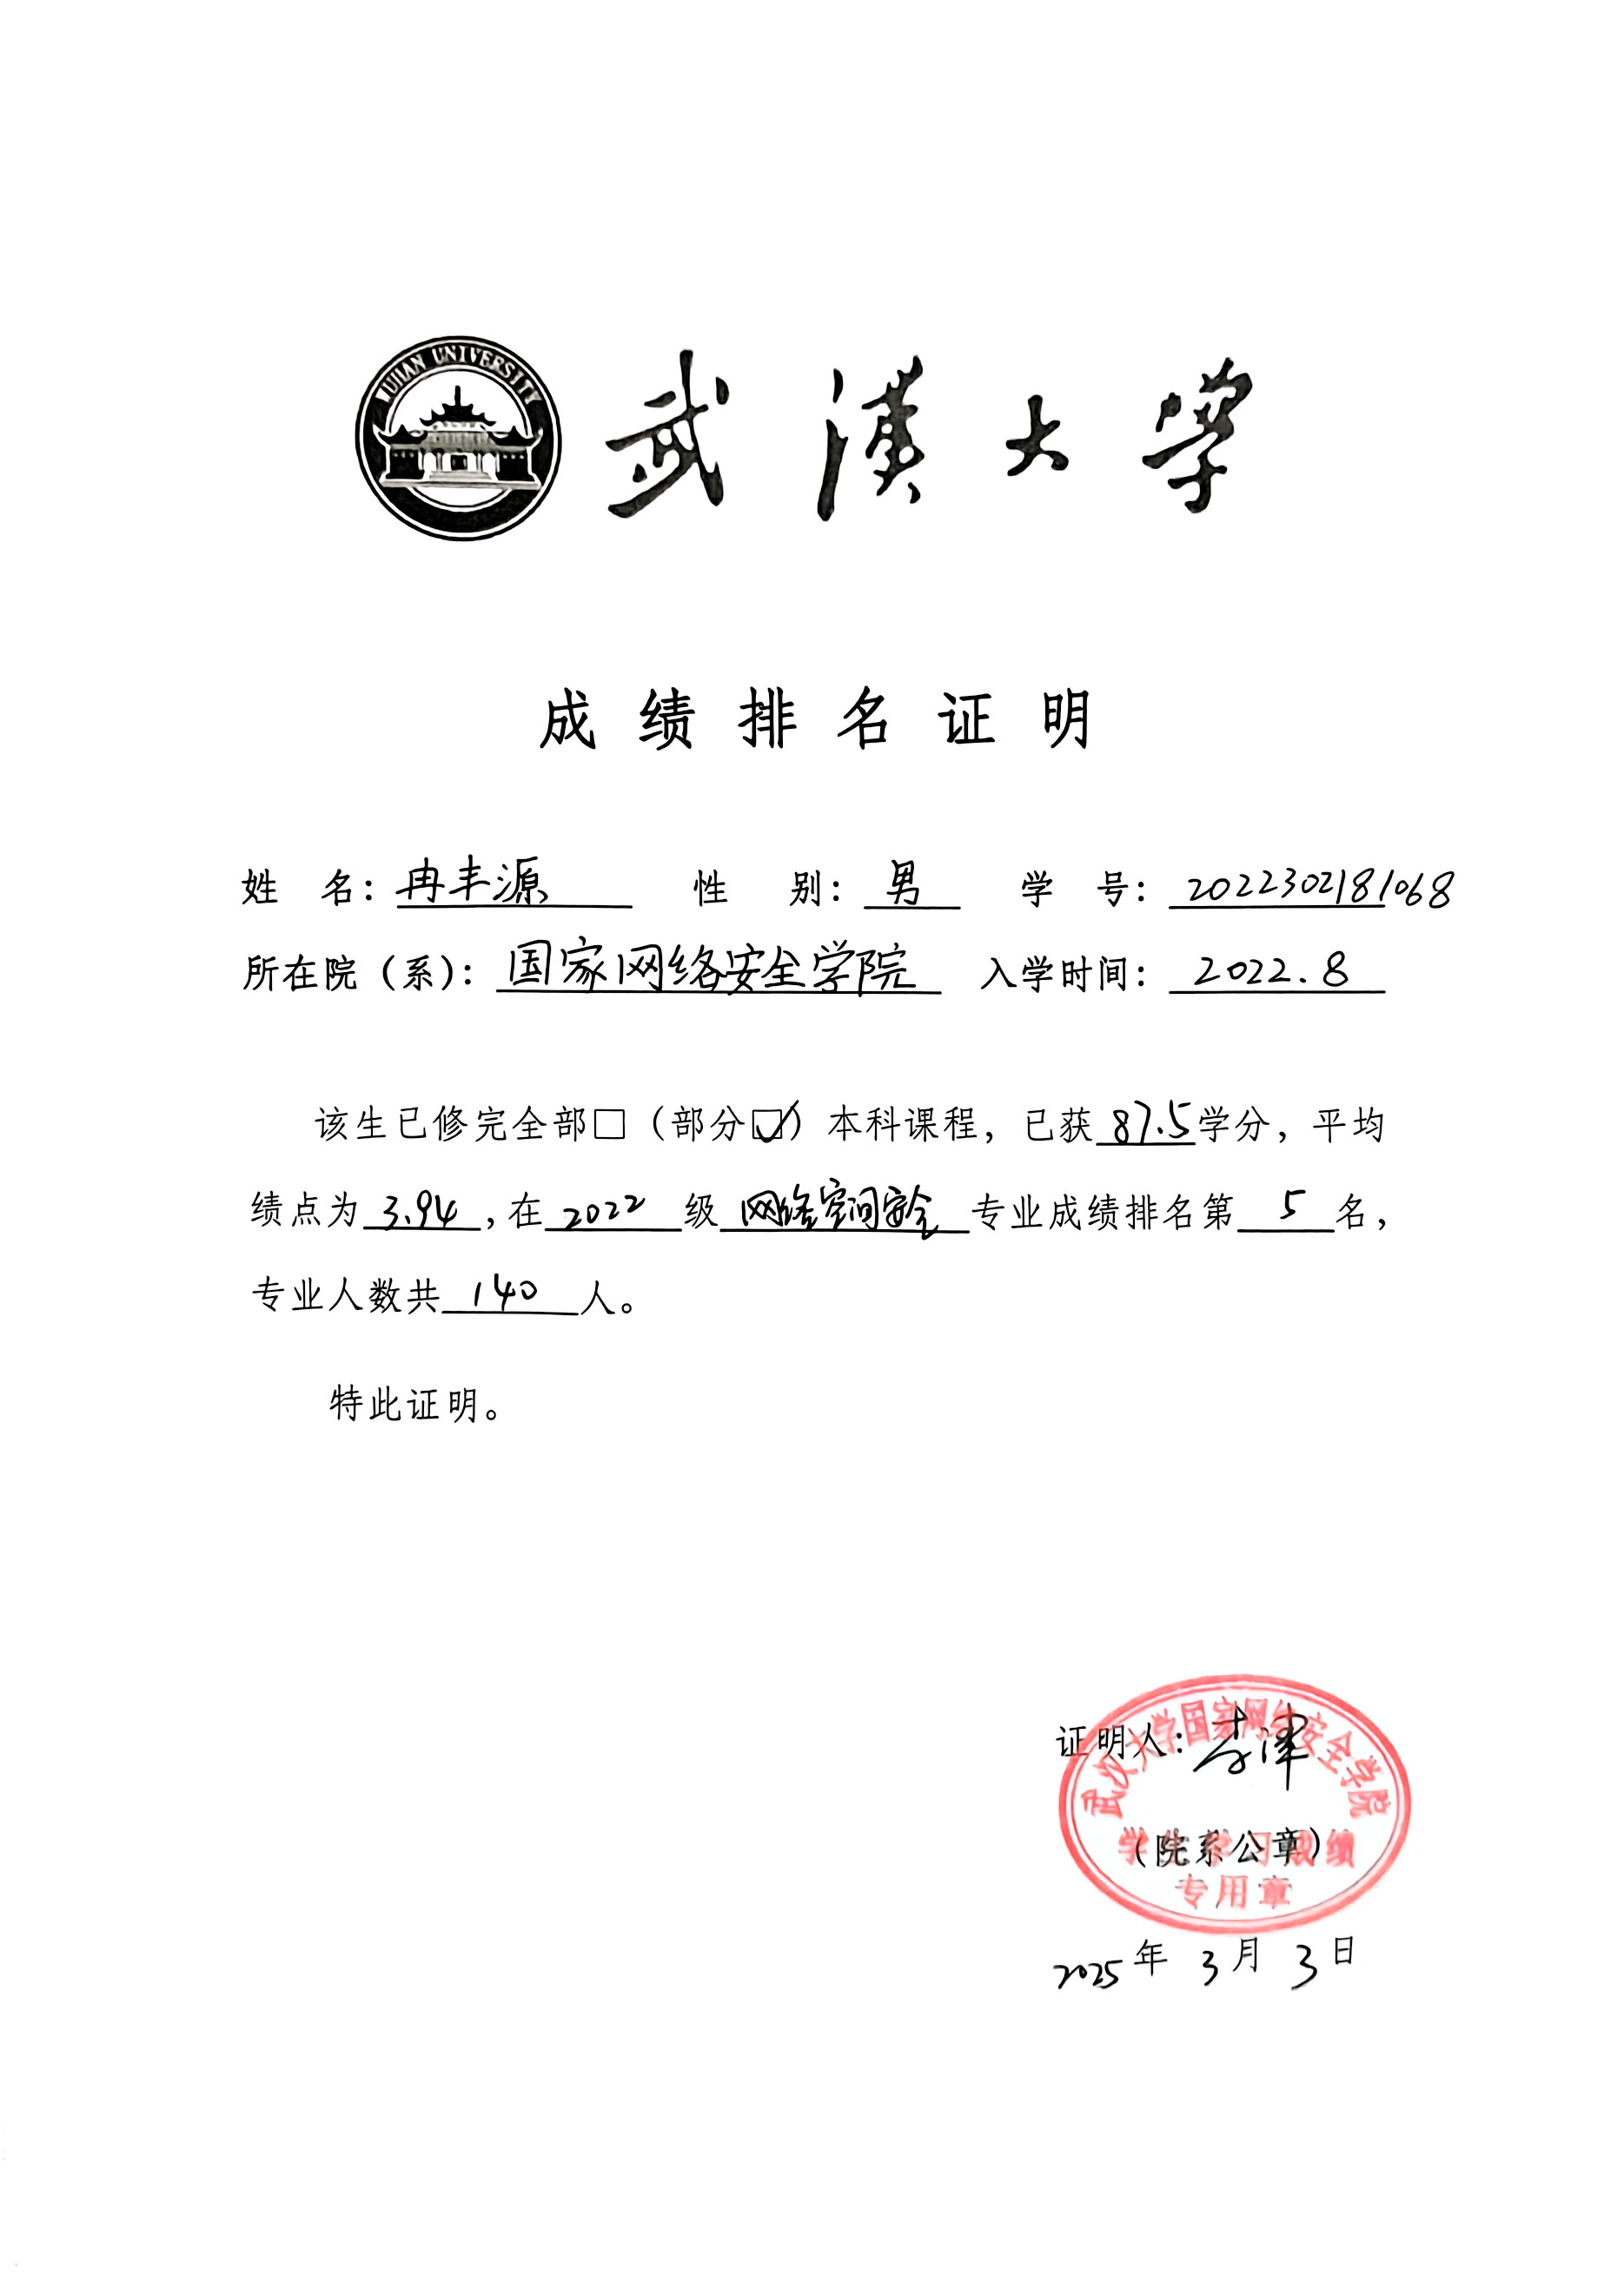 WUHAN UNIVERSITY
武漢大学
成绩排名证明
姓 名：冉丰源 性 别：男 学 号：2022302181068
所在院（系）：国家网络安全学院 入学时间：2022.8
该生已修完全部□（部分☑）本科课程，已获87.5学分，平均
绩点为3.94，在2022级网络空间安全专业成绩排名第5名，
专业人数共140人。
特此证明。
证明人：李津
（院系公章）
武汉大学国家网络安全学院
学生学习成绩
专用章
2025年3月3日